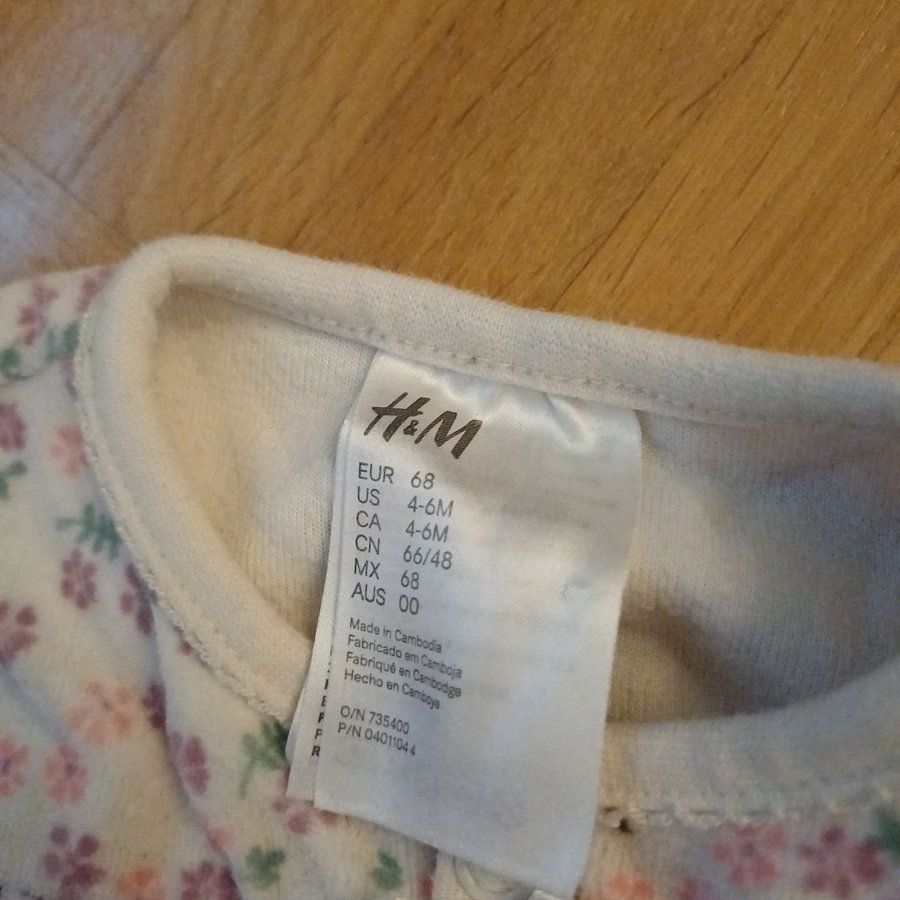 H&M
EUR 68
US 4-6M
CA 4-6M
CN 66/48
MX 68
AUS 00
Made in Cambodia
Fabricado em Camboja
Fabriqué en Cambodge
Hecho en Camboya
O/N 735400
P/N 04011044